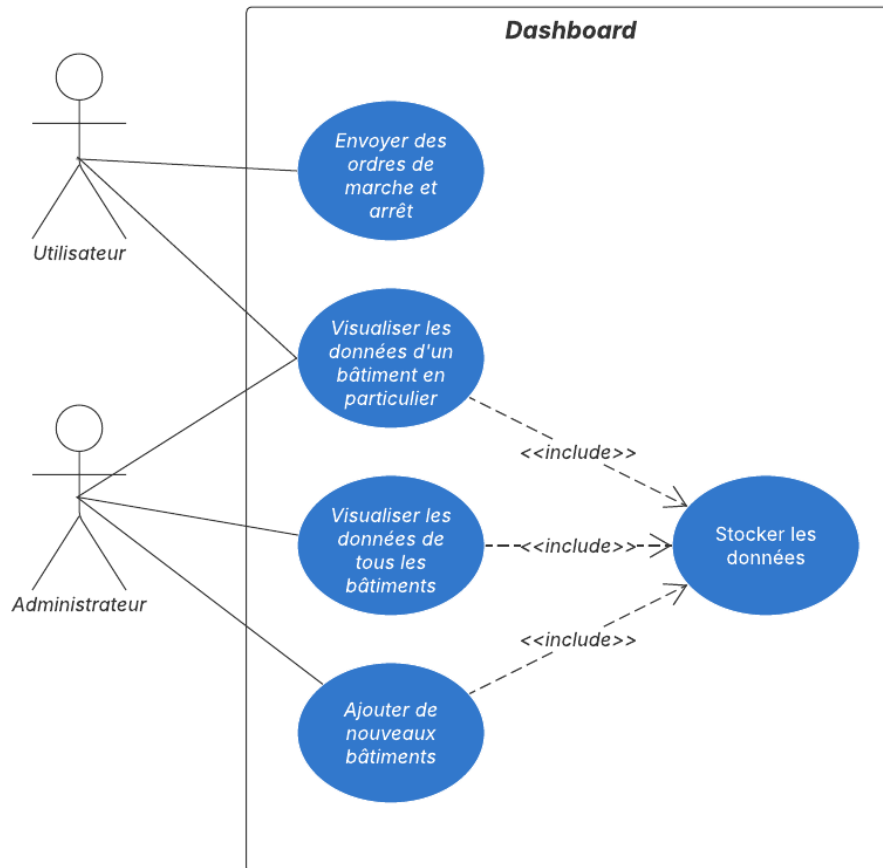 Dashboard
Envoyer des
ordres de
marche et
arrêt
Utilisateur
Visualiser les
données d'un
bâtiment en
particulier
<<include>>
Administrateur
Visualiser les
données de
tous les
bâtiments
<<include>>
Stocker les
données
<<include>>
Ajouter de
nouveaux
bâtiments